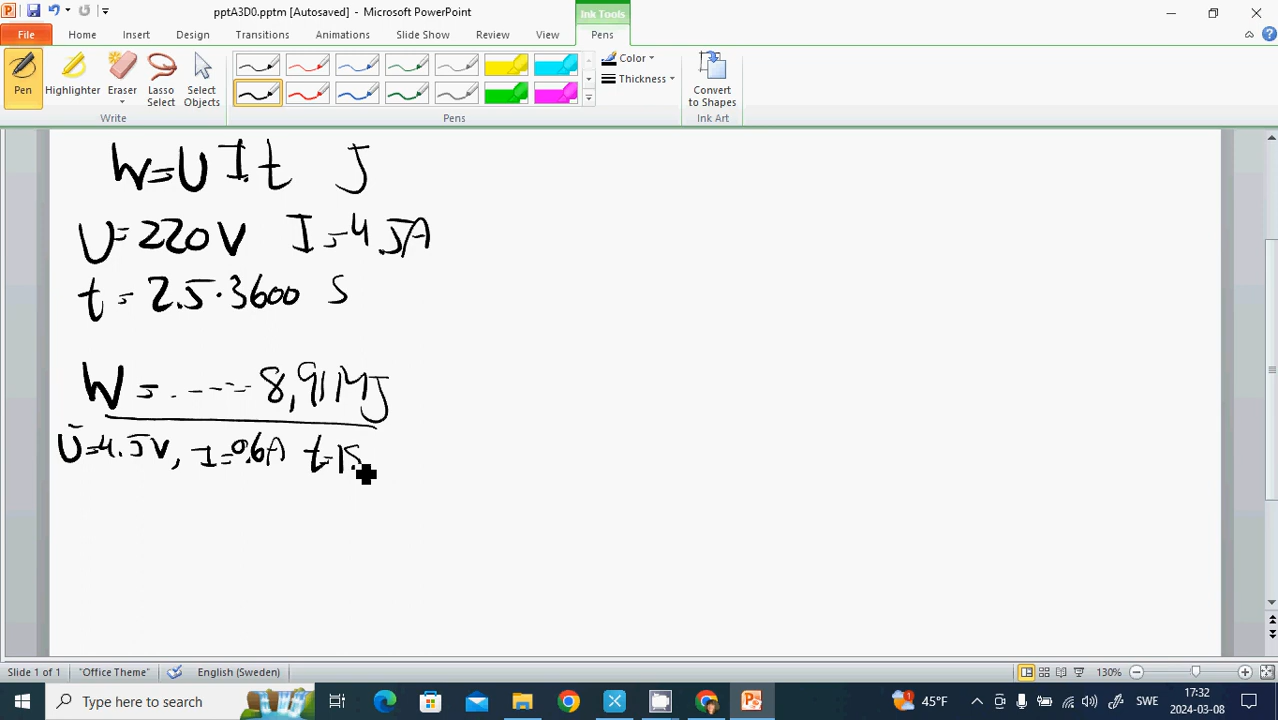 pptA3D0.pptm [Autosaved] - Microsoft PowerPoint
Ink Tools
File Home Insert Design Transitions Animations Slide Show Review View Pens
Pen Highlighter Eraser Lasso Select Select Objects
Color
Thickness
Convert to Shapes
Write Pens Ink Art
W=U I.t J
U=220V I=4.5A
t=2.5·3600 S
W=.---=8,91MJ
U=4.5V, I=0.6A t=15
Slide 1 of 1 "Office Theme" English (Sweden) 130%
Type here to search 45°F SWE 17:32 2024-03-08